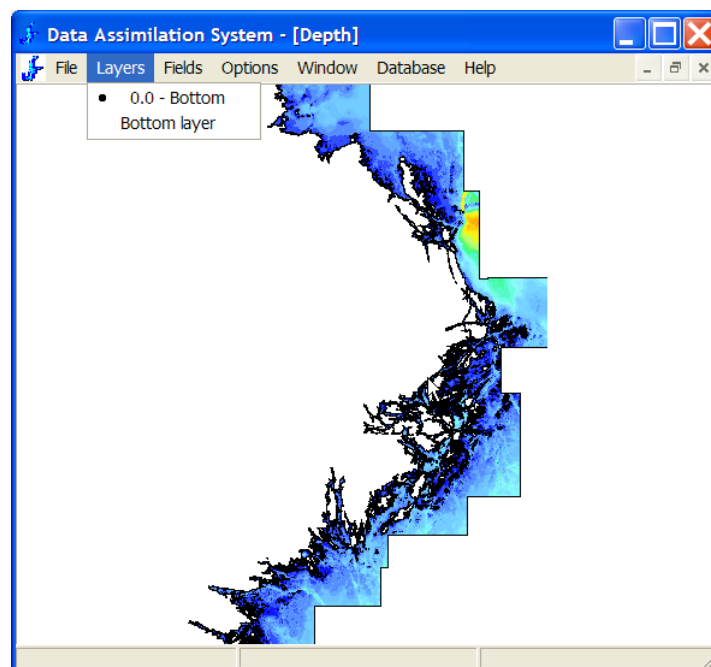 Data Assimilation System - [Depth]
File Layers Fields Options Window Database Help
0.0 - Bottom
Bottom layer